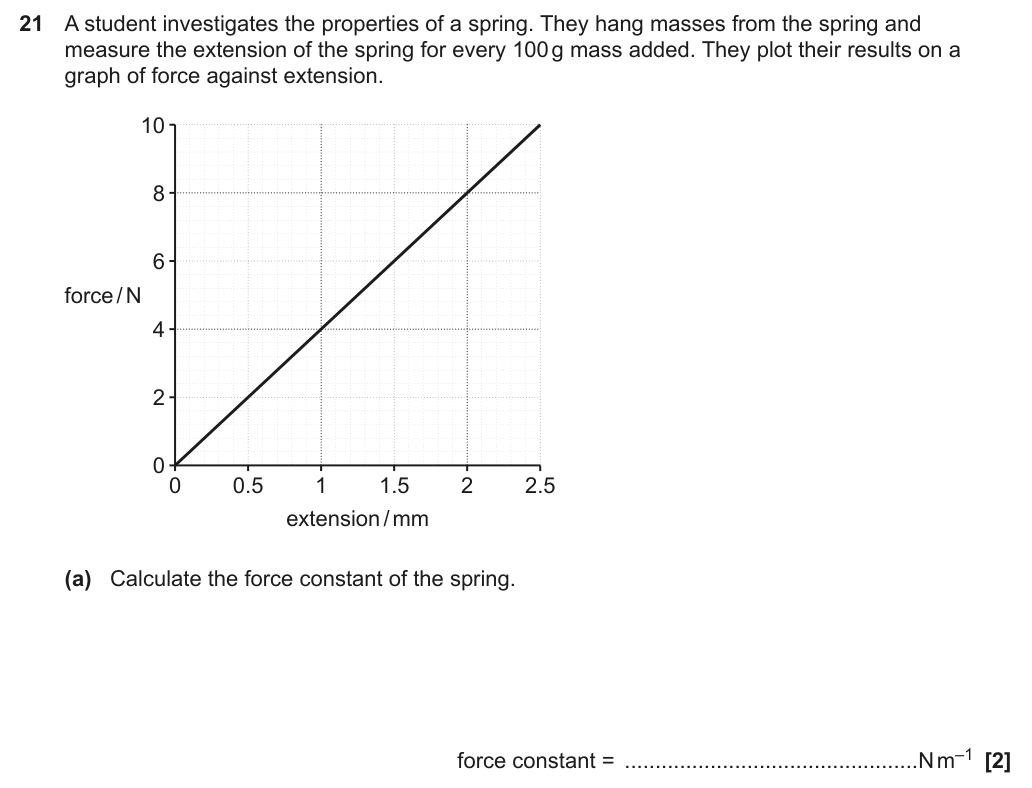 21 A student investigates the properties of a spring. They hang masses from the spring and
measure the extension of the spring for every 100 g mass added. They plot their results on a
graph of force against extension.
10
8
6
force / N
4
2
0
0 0.5 1 1.5 2 2.5
extension / mm
(a) Calculate the force constant of the spring.
force constant = ................................................N m⁻¹ [2]